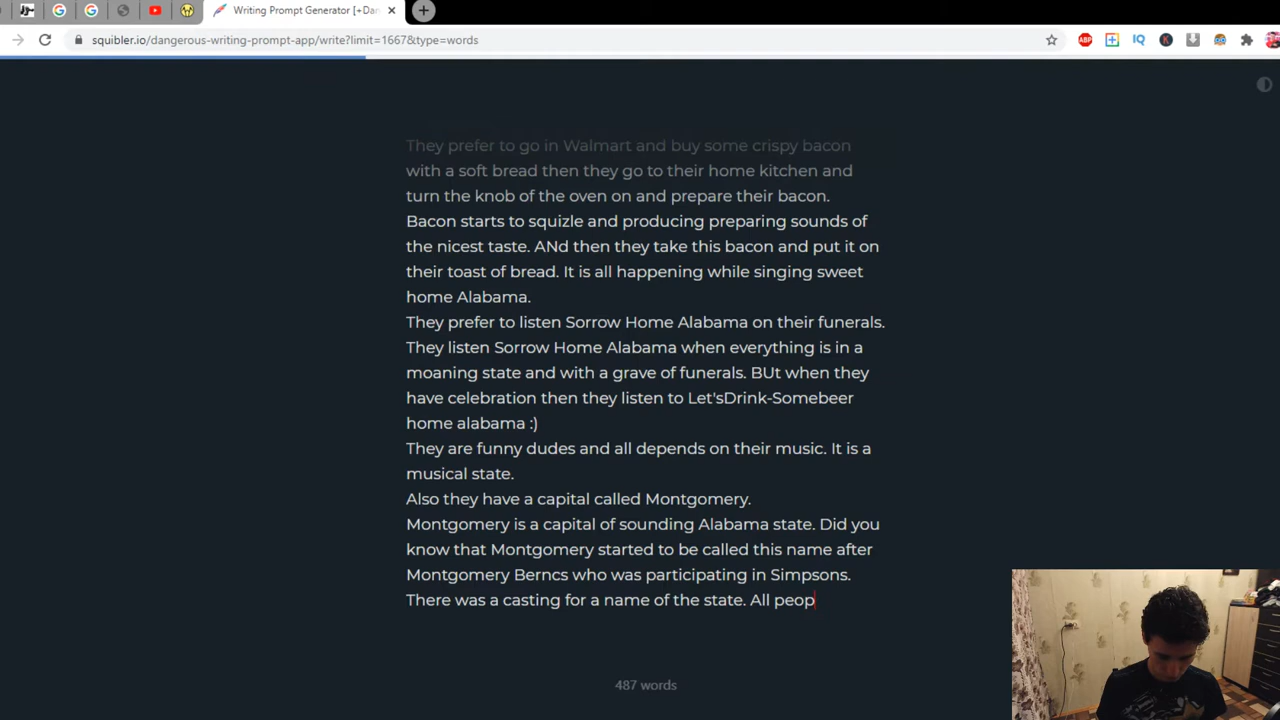 Writing Prompt Generator [+Dan
squibler.io/dangerous-writing-prompt-app/write?limit=1667&type=words
ABP
IQ
K
They prefer to go in Walmart and buy some crispy bacon
with a soft bread then they go to their home kitchen and
turn the knob of the oven on and prepare their bacon.
Bacon starts to squizle and producing preparing sounds of
the nicest taste. ANd then they take this bacon and put it on
their toast of bread. It is all happening while singing sweet
home Alabama.
They prefer to listen Sorrow Home Alabama on their funerals.
They listen Sorrow Home Alabama when everything is in a
moaning state and with a grave of funerals. BUt when they
have celebration then they listen to Let'sDrink-Somebeer
home alabama :)
They are funny dudes and all depends on their music. It is a
musical state.
Also they have a capital called Montgomery.
Montgomery is a capital of sounding Alabama state. Did you
know that Montgomery started to be called this name after
Montgomery Berncs who was participating in Simpsons.
There was a casting for a name of the state. All peop
487 words